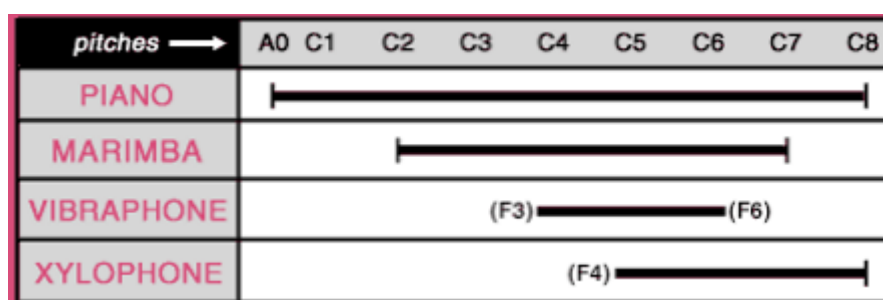 pitches → A0 C1 C2 C3 C4 C5 C6 C7 C8
PIANO
MARIMBA
VIBRAPHONE (F3) (F6)
XYLOPHONE (F4)